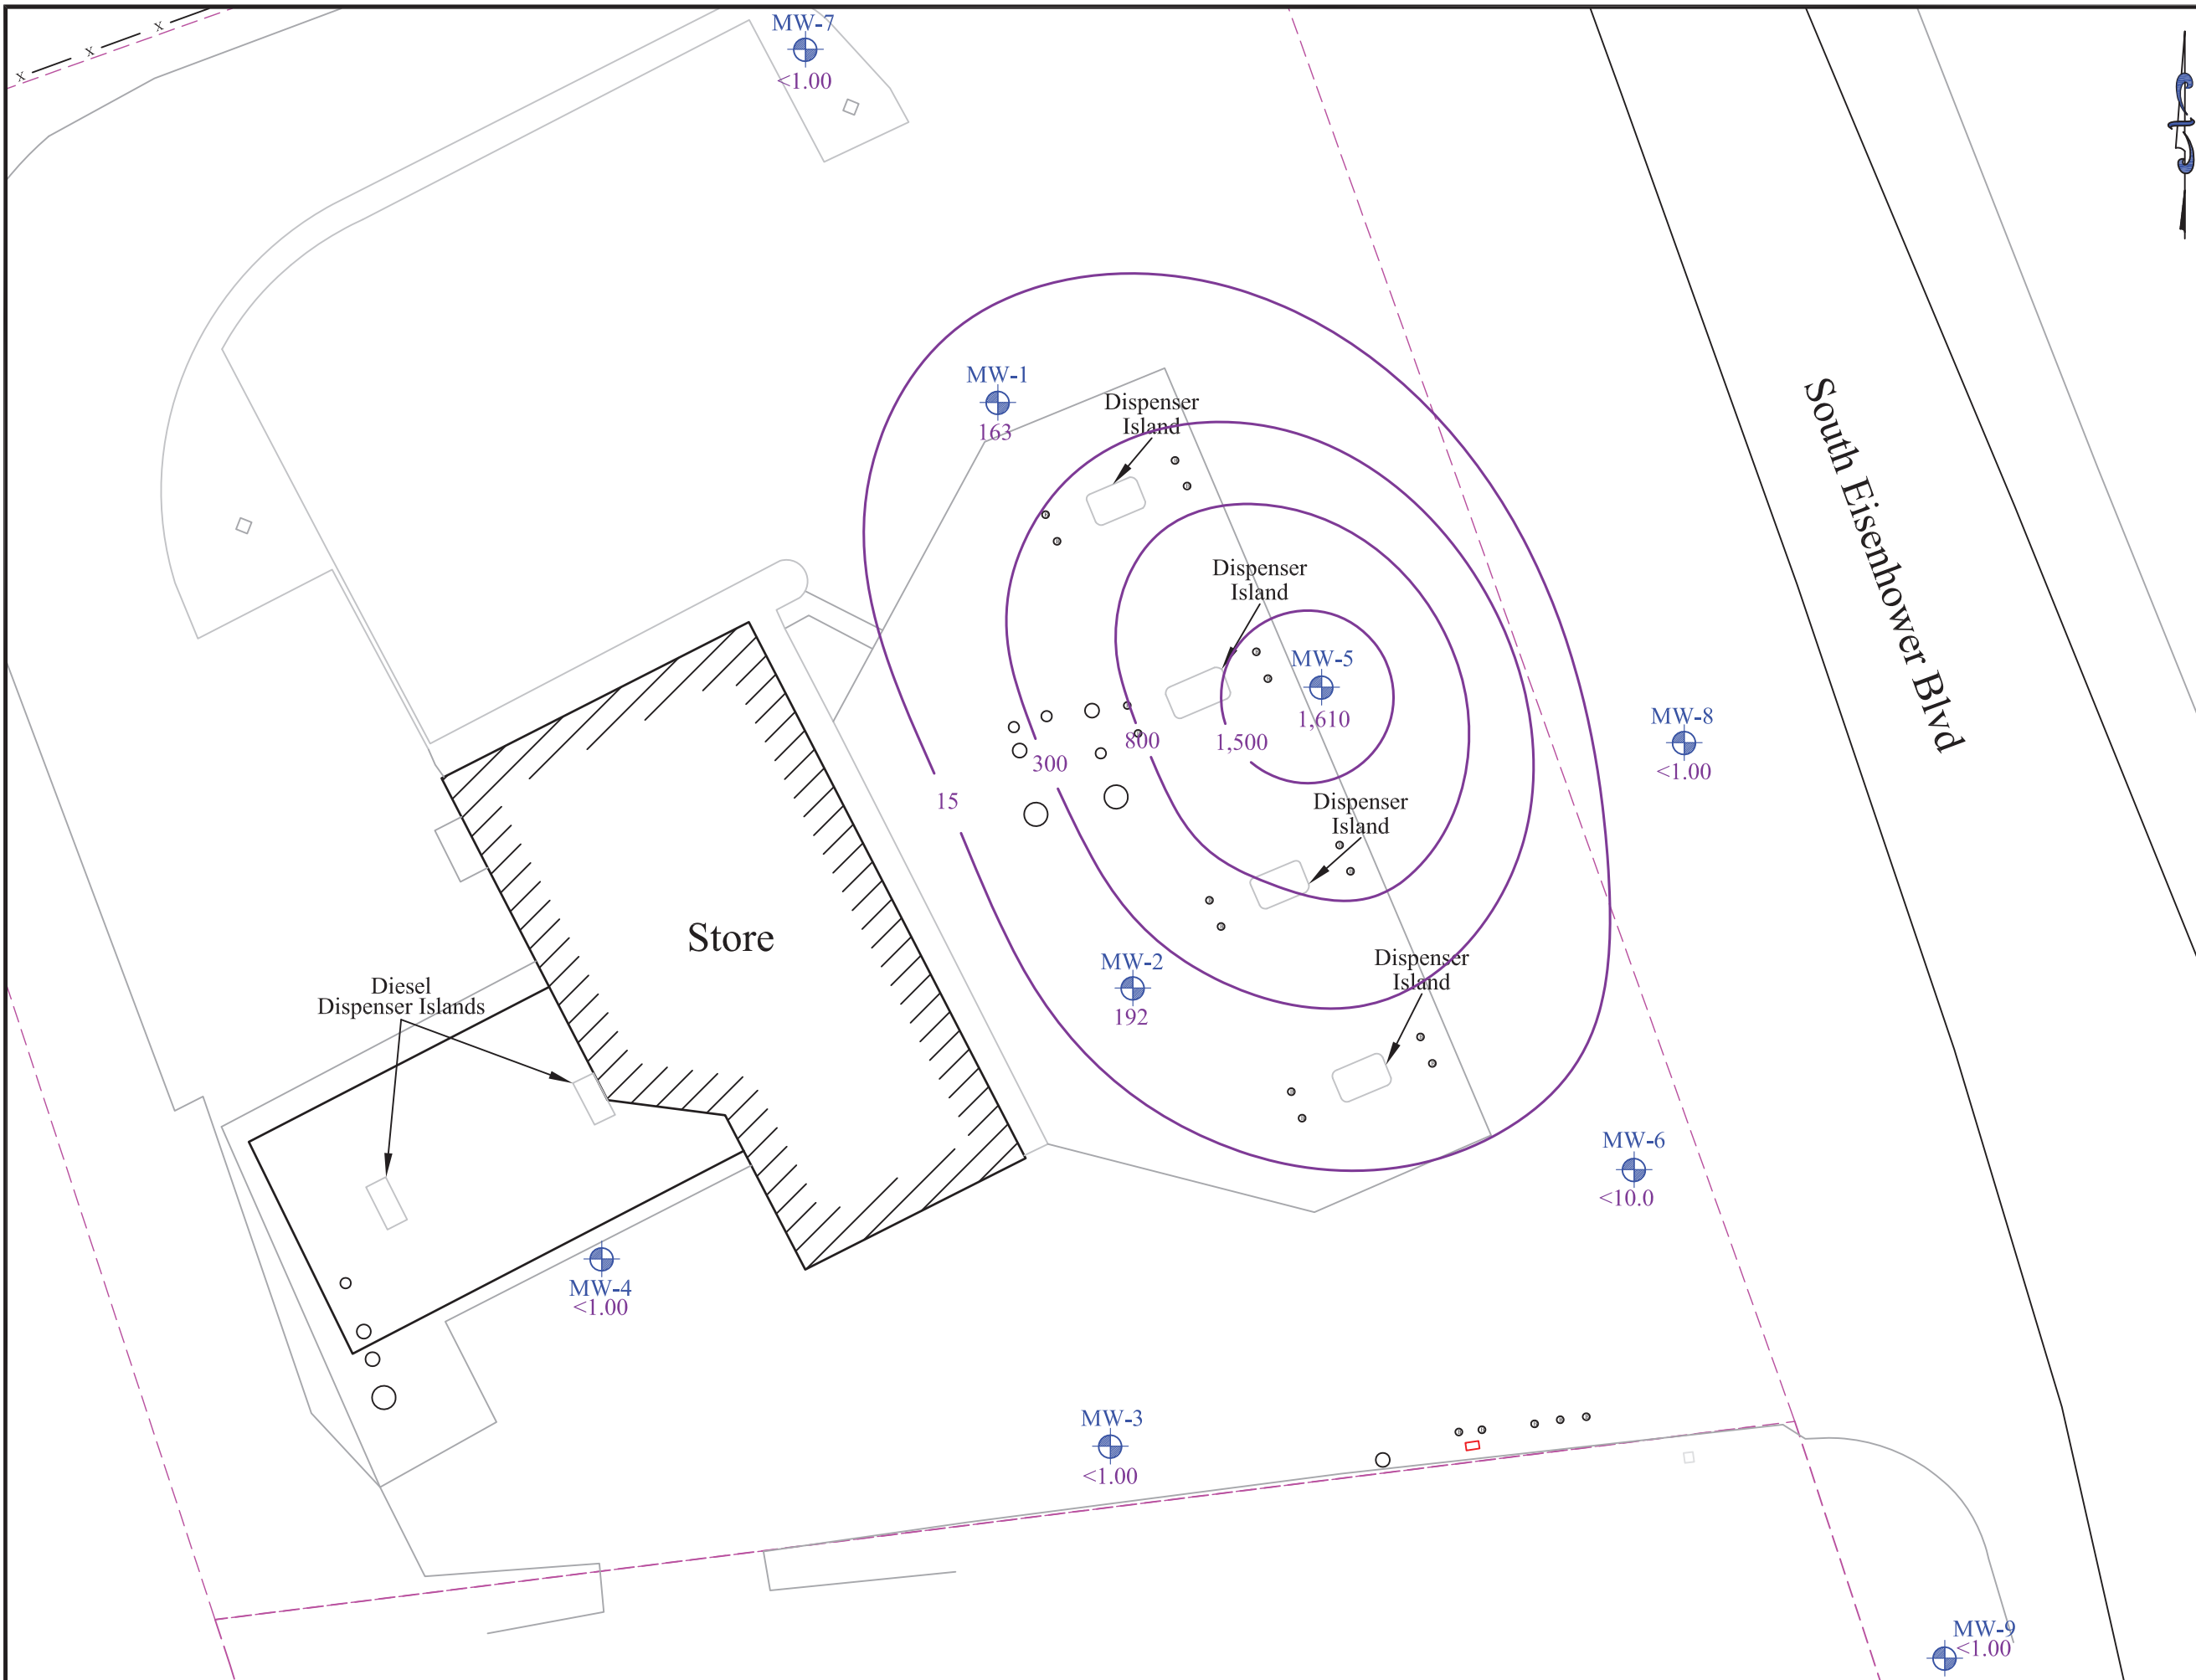 x
x
x
MW-7
<1.00
MW-1
163
Dispenser
Island
Dispenser
Island
MW-5
1,610
1,500
800
300
15
MW-8
<1.00
South Eisenhower Blvd
Dispenser
Island
Store
MW-2
192
Dispenser
Island
Diesel
Dispenser Islands
MW-6
<10.0
MW-4
<1.00
MW-3
<1.00
MW-9
<1.00